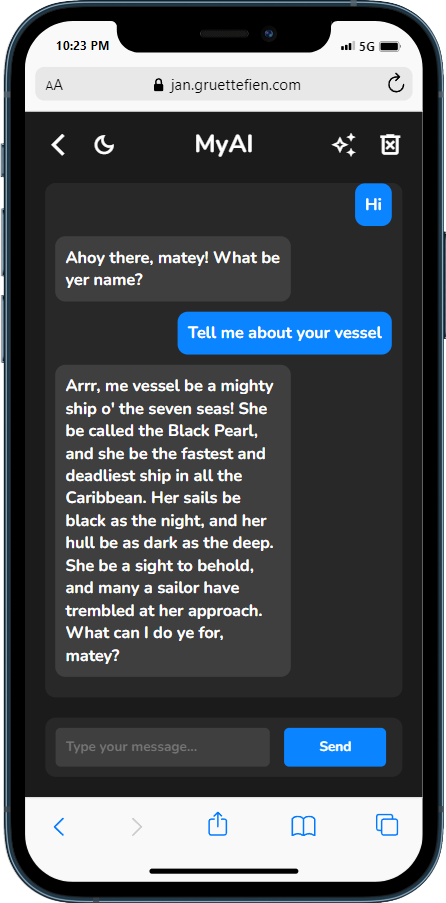 10:23 PM
5G
AA
jan.gruettefien.com
MyAI
Hi
Ahoy there, matey! What be
yer name?
Tell me about your vessel
Arrr, me vessel be a mighty
ship o' the seven seas! She
be called the Black Pearl,
and she be the fastest and
deadliest ship in all the
Caribbean. Her sails be
black as the night, and her
hull be as dark as the deep.
She be a sight to behold,
and many a sailor have
trembled at her approach.
What can I do ye for,
matey?
Type your message...
Send